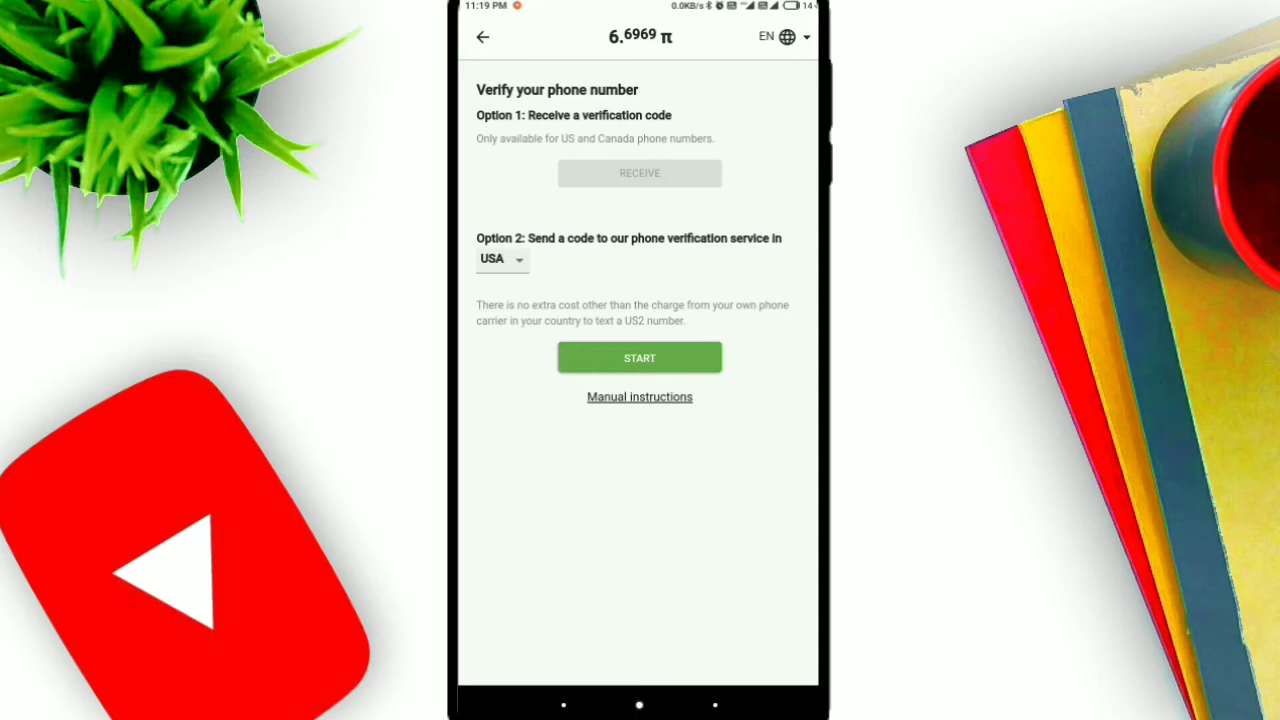 11:19 PM
0.0KB/s
14
6.6969 π
EN
Verify your phone number
Option 1: Receive a verification code
Only available for US and Canada phone numbers.
RECEIVE
Option 2: Send a code to our phone verification service in
USA
There is no extra cost other than the charge from your own phone
carrier in your country to text a US2 number.
START
Manual instructions